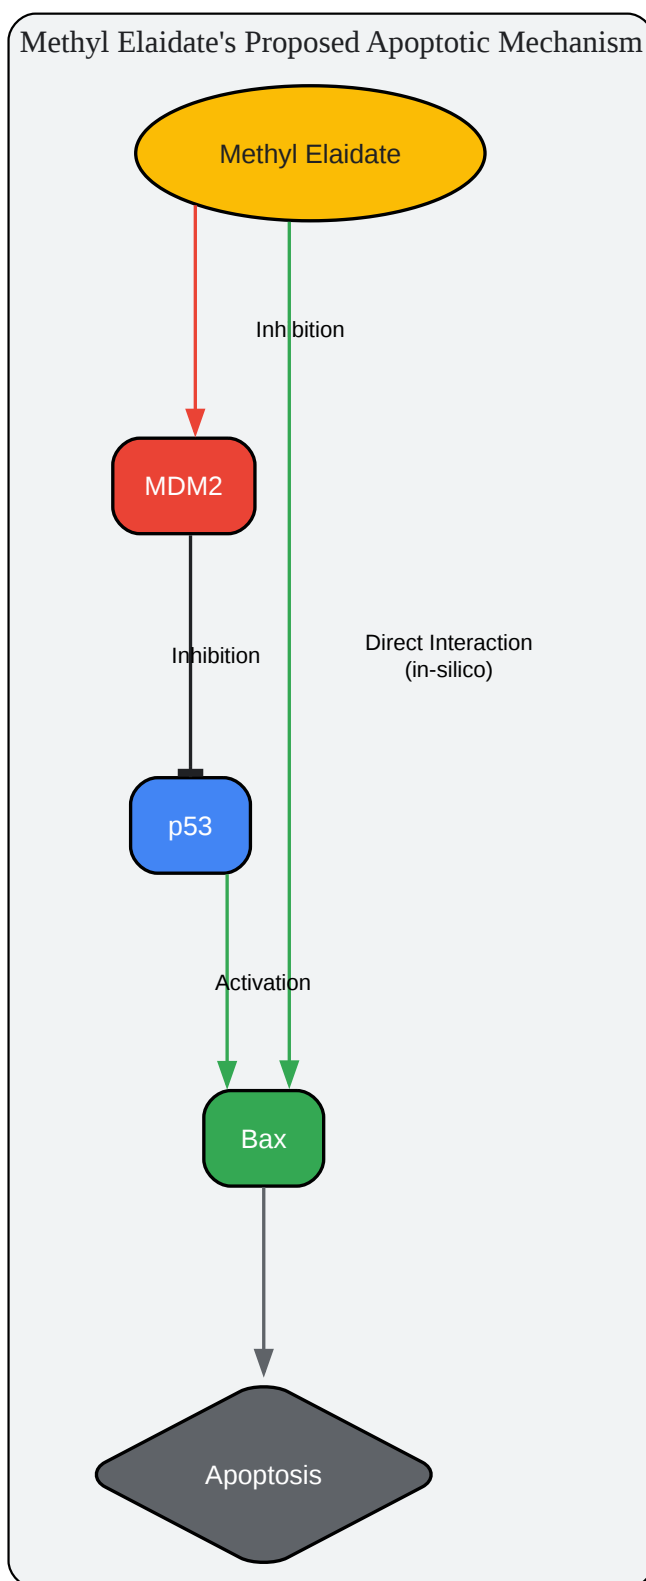 Methyl Elaidate's Proposed Apoptotic Mechanism
Methyl Elaidate
Inhibition
MDM2
Direct Interaction
(in-silico)
Inhibition
p53
Activation
Bax
Apoptosis